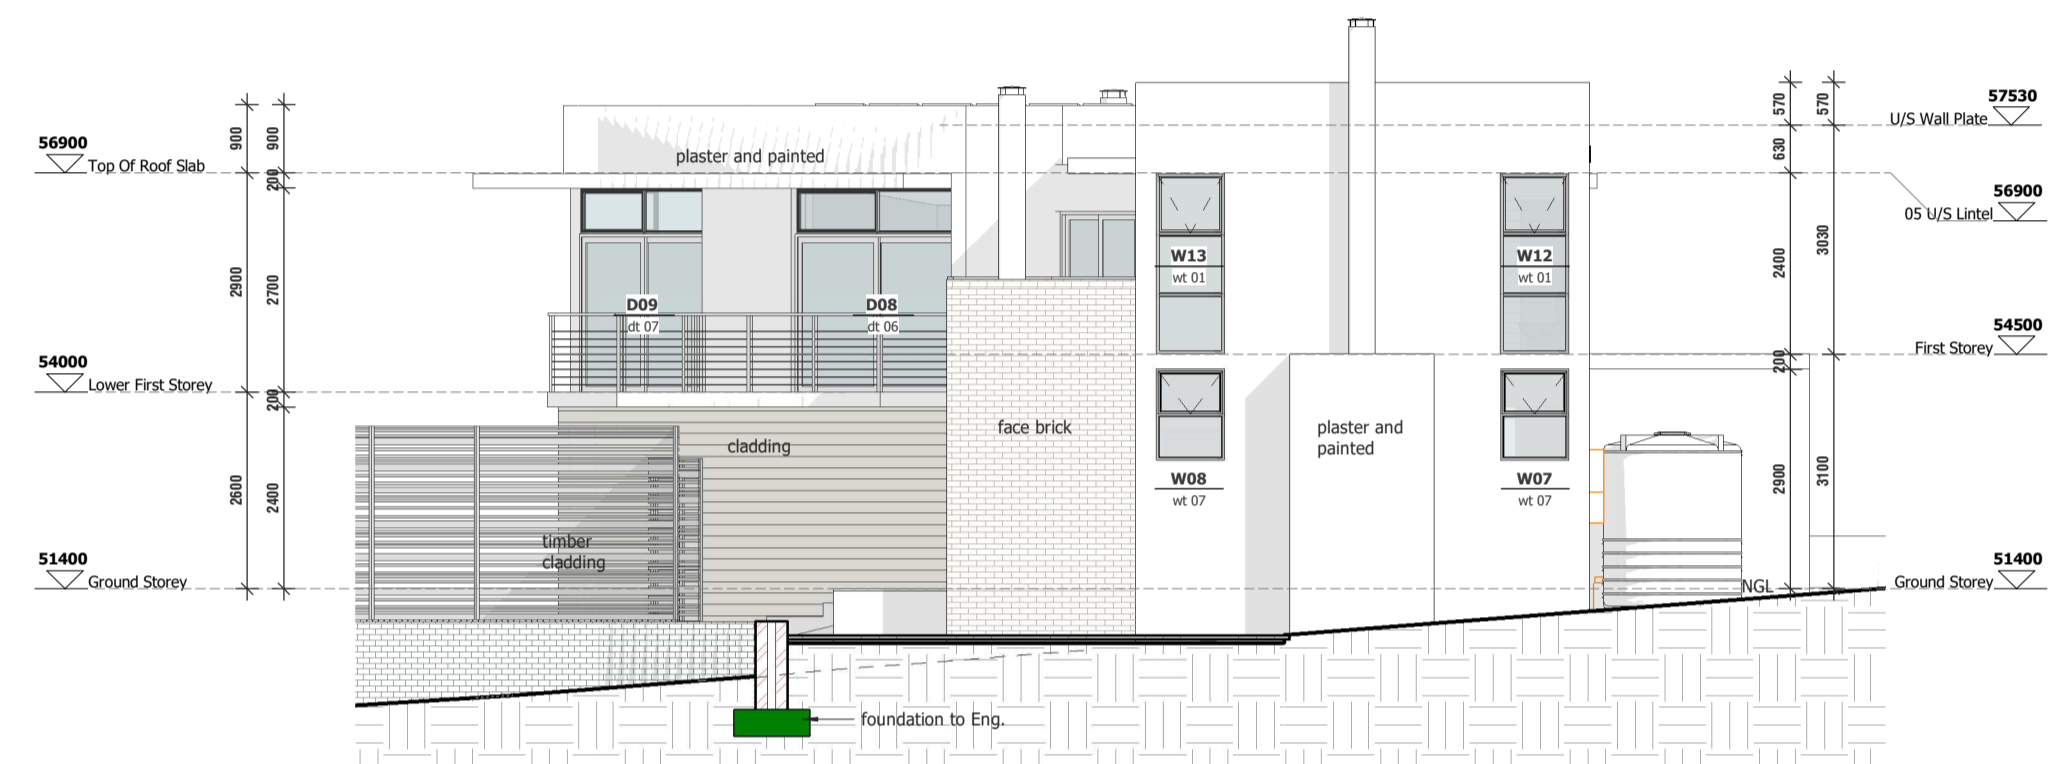 56900
Top Of Roof Slab
54000
Lower First Storey
51400
Ground Storey
900
2900
2600
900
200
2700
200
2400
plaster and painted
D09
dt 07
D08
dt 06
cladding
timber
cladding
face brick
W13
wt 01
W12
wt 01
W08
wt 07
W07
wt 07
plaster and
painted
foundation to Eng.
NGL
570
630
2400
200
2900
570
3030
3100
57530
U/S Wall Plate
56900
05 U/S Lintel
54500
First Storey
51400
Ground Storey